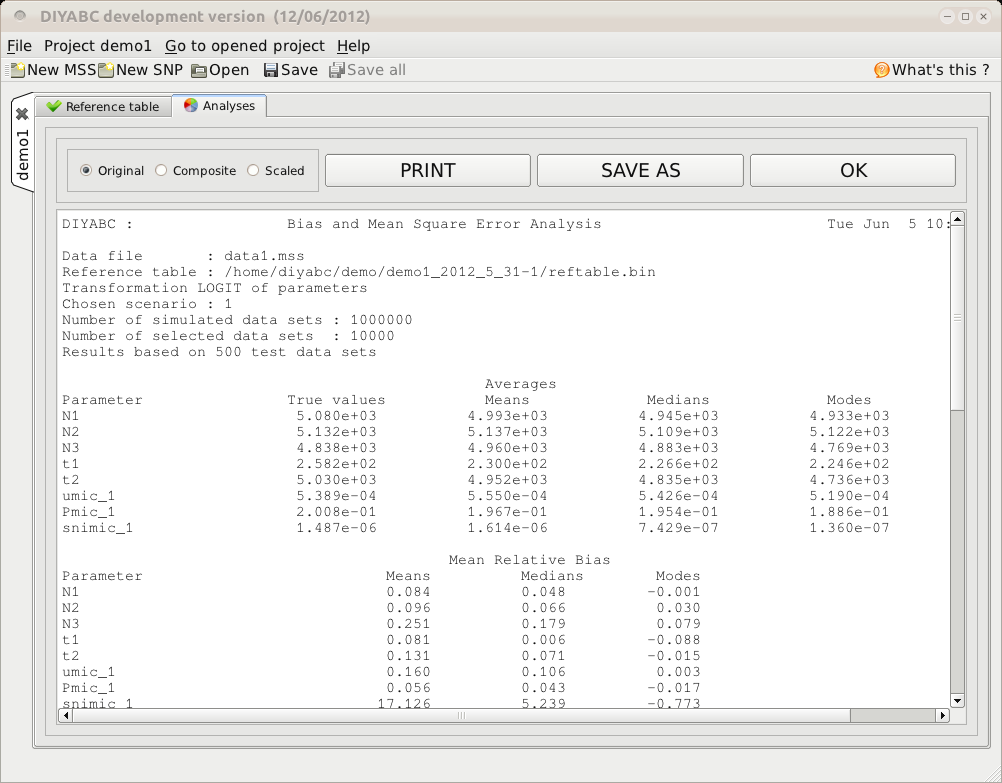 DIYABC development version (12/06/2012)
File Project demo1 Go to opened project Help
New MSS New SNP Open Save Save all What's this ?
demo1
Reference table Analyses
Original Composite Scaled PRINT SAVE AS OK
DIYABC : Bias and Mean Square Error Analysis Tue Jun 5 10:
Data file : data1.mss
Reference table : /home/diyabc/demo/demo1_2012_5_31-1/reftable.bin
Transformation LOGIT of parameters
Chosen scenario : 1
Number of simulated data sets : 1000000
Number of selected data sets : 10000
Results based on 500 test data sets
Averages
Parameter True values Means Medians Modes
N1 5.080e+03 4.993e+03 4.945e+03 4.933e+03
N2 5.132e+03 5.137e+03 5.109e+03 5.122e+03
N3 4.838e+03 4.960e+03 4.883e+03 4.769e+03
t1 2.582e+02 2.300e+02 2.266e+02 2.246e+02
t2 5.030e+03 4.952e+03 4.835e+03 4.736e+03
umic_1 5.389e-04 5.550e-04 5.426e-04 5.190e-04
Pmic_1 2.008e-01 1.967e-01 1.954e-01 1.886e-01
snimic_1 1.487e-06 1.614e-06 7.429e-07 1.360e-07
Mean Relative Bias
Parameter Means Medians Modes
N1 0.084 0.048 -0.001
N2 0.096 0.066 0.030
N3 0.251 0.179 0.079
t1 0.081 0.006 -0.088
t2 0.131 0.071 -0.015
umic_1 0.160 0.106 0.003
Pmic_1 0.056 0.043 -0.017
snimic_1 17.126 5.239 -0.773